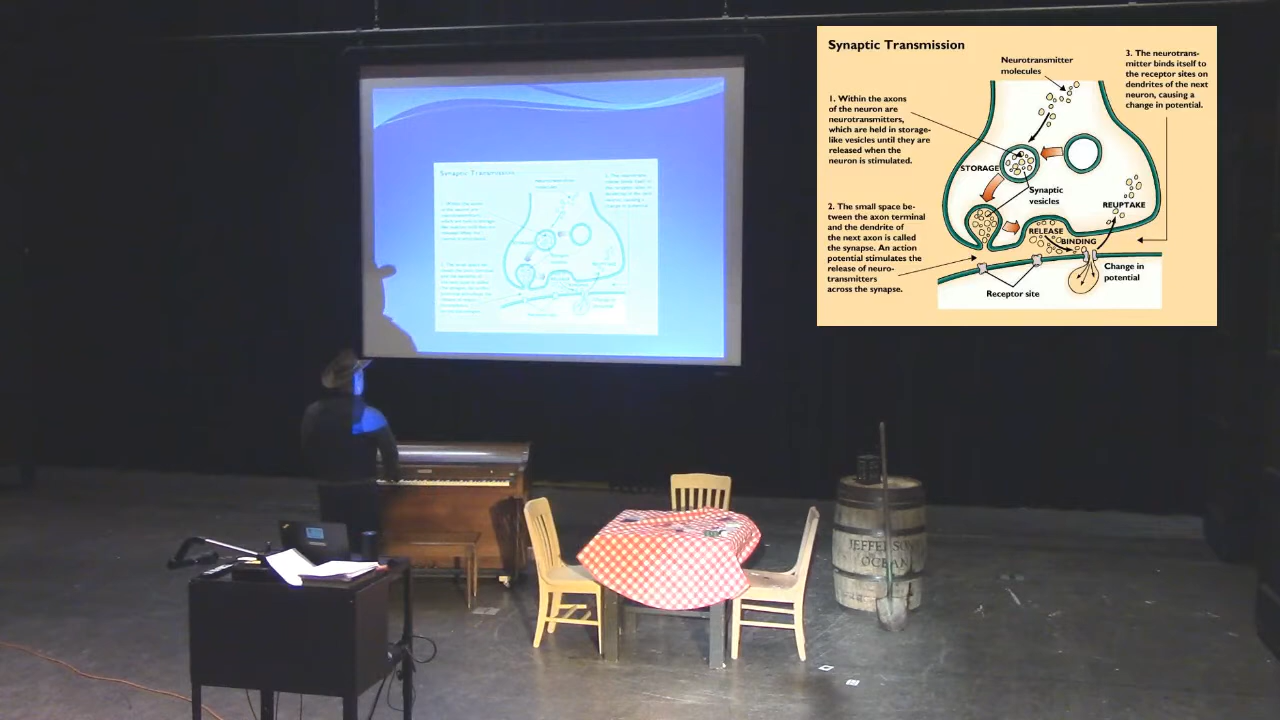 Synaptic Transmission
Neurotransmitter
molecules
3. The neurotrans-
mitter binds itself to
the receptor sites on
dendrites of the next
neuron, causing a
change in potential.
1. Within the axons
of the neuron are
neurotransmitters,
which are held in storage-
like vesicles until they are
released when the
neuron is stimulated.
STORAGE
Synaptic
vesicles
REUPTAKE
2. The small space be-
tween the axon terminal
and the dendrite of
the next axon is called
the synapse. An action
potential stimulates the
release of neuro-
transmitters
across the synapse.
RELEASE
BINDING
Change in
potential
Receptor site
Synaptic Transmission
JEFFERSON
OCEAN